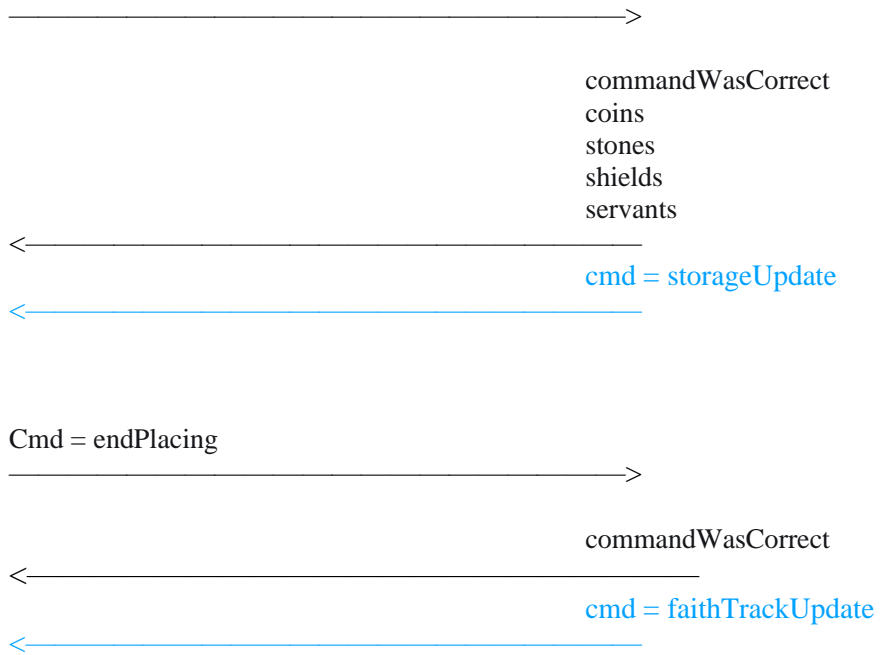 commandWasCorrect
coins
stones
shields
servants
cmd = storageUpdate
Cmd = endPlacing
commandWasCorrect
cmd = faithTrackUpdate